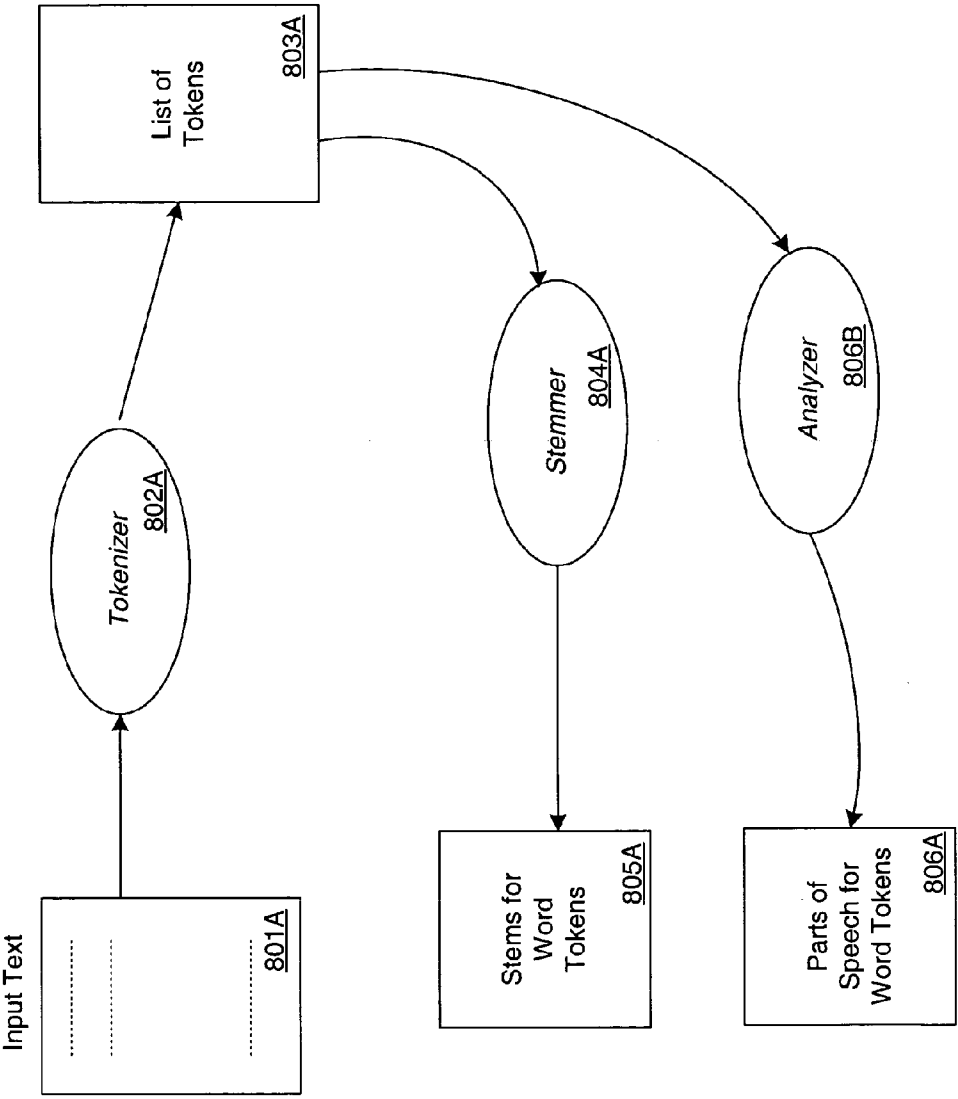 Input Text
801A
Tokenizer
802A
List of
Tokens
803A
Stems for
Word
Tokens
805A
Stemmer
804A
Parts of
Speech for
Word Tokens
806A
Analyzer
806B